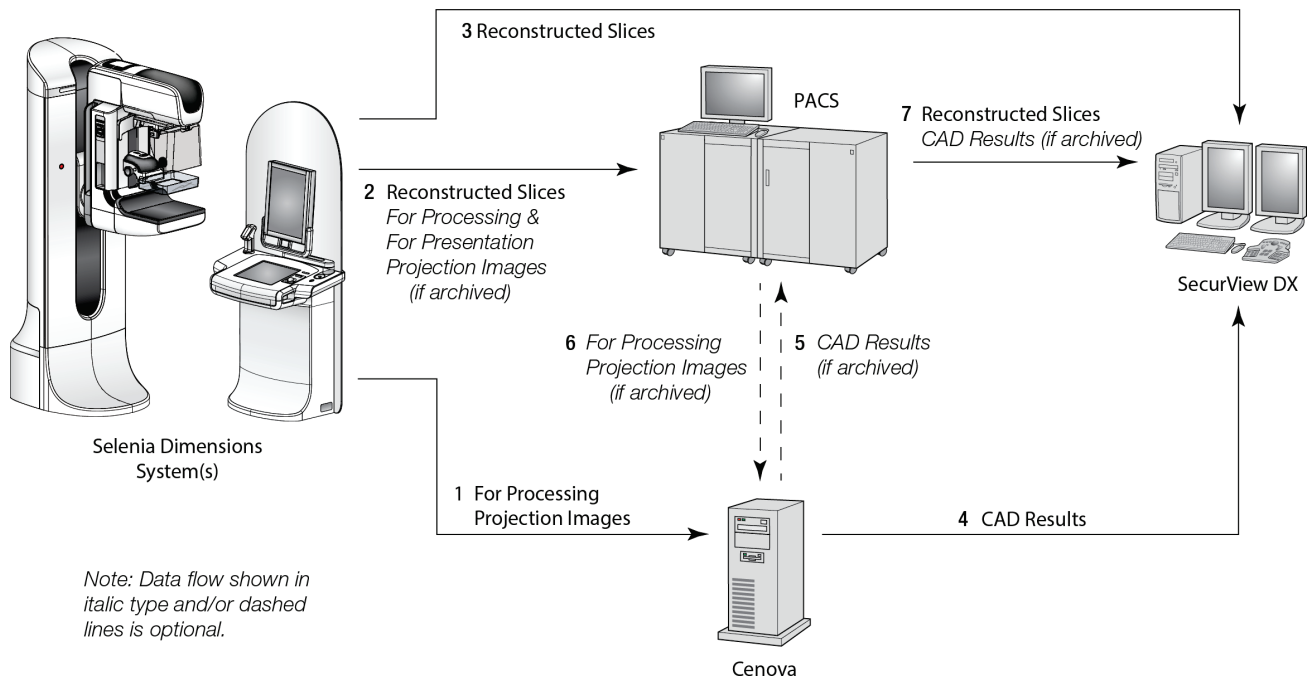 3 Reconstructed Slices
PACS
7 Reconstructed Slices
CAD Results (if archived)
2 Reconstructed Slices
For Processing &
For Presentation
Projection Images
(if archived)
SecurView DX
6 For Processing
Projection Images
(if archived)
5 CAD Results
(if archived)
Selenia Dimensions
System(s)
1 For Processing
Projection Images
4 CAD Results
Note: Data flow shown in
italic type and/or dashed
lines is optional.
Cenova